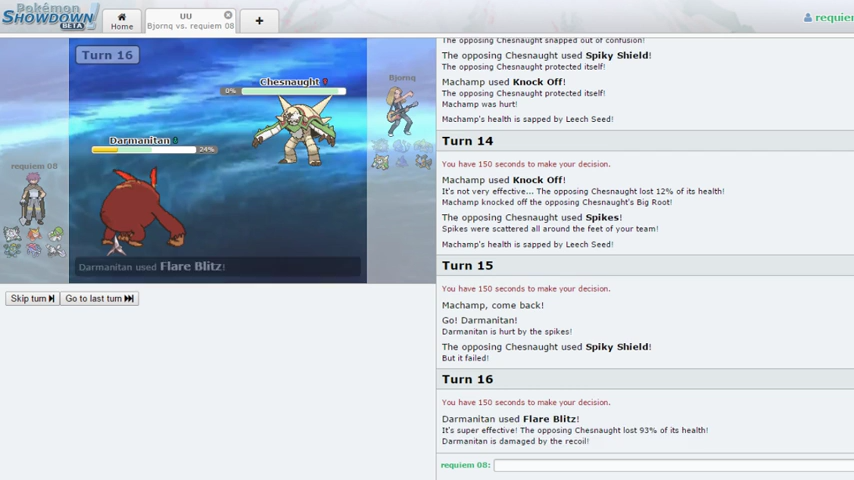 Pokémon
SHOWDOWN
BETA
Home
UU
Bjornq vs. requiem 08
requiem
Turn 16
Chesnaught
0%
Darmanitan
24%
requiem 08
Bjornq
Darmanitan used Flare Blitz!
Skip turn
Go to last turn
The opposing Chesnaught snapped out of confusion!
The opposing Chesnaught used Spiky Shield!
The opposing Chesnaught protected itself!
Machamp used Knock Off!
The opposing Chesnaught protected itself!
Machamp was hurt!
Machamp's health is sapped by Leech Seed!
Turn 14
You have 150 seconds to make your decision.
Machamp used Knock Off!
It's not very effective... The opposing Chesnaught lost 12% of its health!
Machamp knocked off the opposing Chesnaught's Big Root!
The opposing Chesnaught used Spikes!
Spikes were scattered all around the feet of your team!
Machamp's health is sapped by Leech Seed!
Turn 15
You have 150 seconds to make your decision.
Machamp, come back!
Go! Darmanitan!
Darmanitan is hurt by the spikes!
The opposing Chesnaught used Spiky Shield!
But it failed!
Turn 16
You have 150 seconds to make your decision.
Darmanitan used Flare Blitz!
It's super effective! The opposing Chesnaught lost 93% of its health!
Darmanitan is damaged by the recoil!
requiem 08: